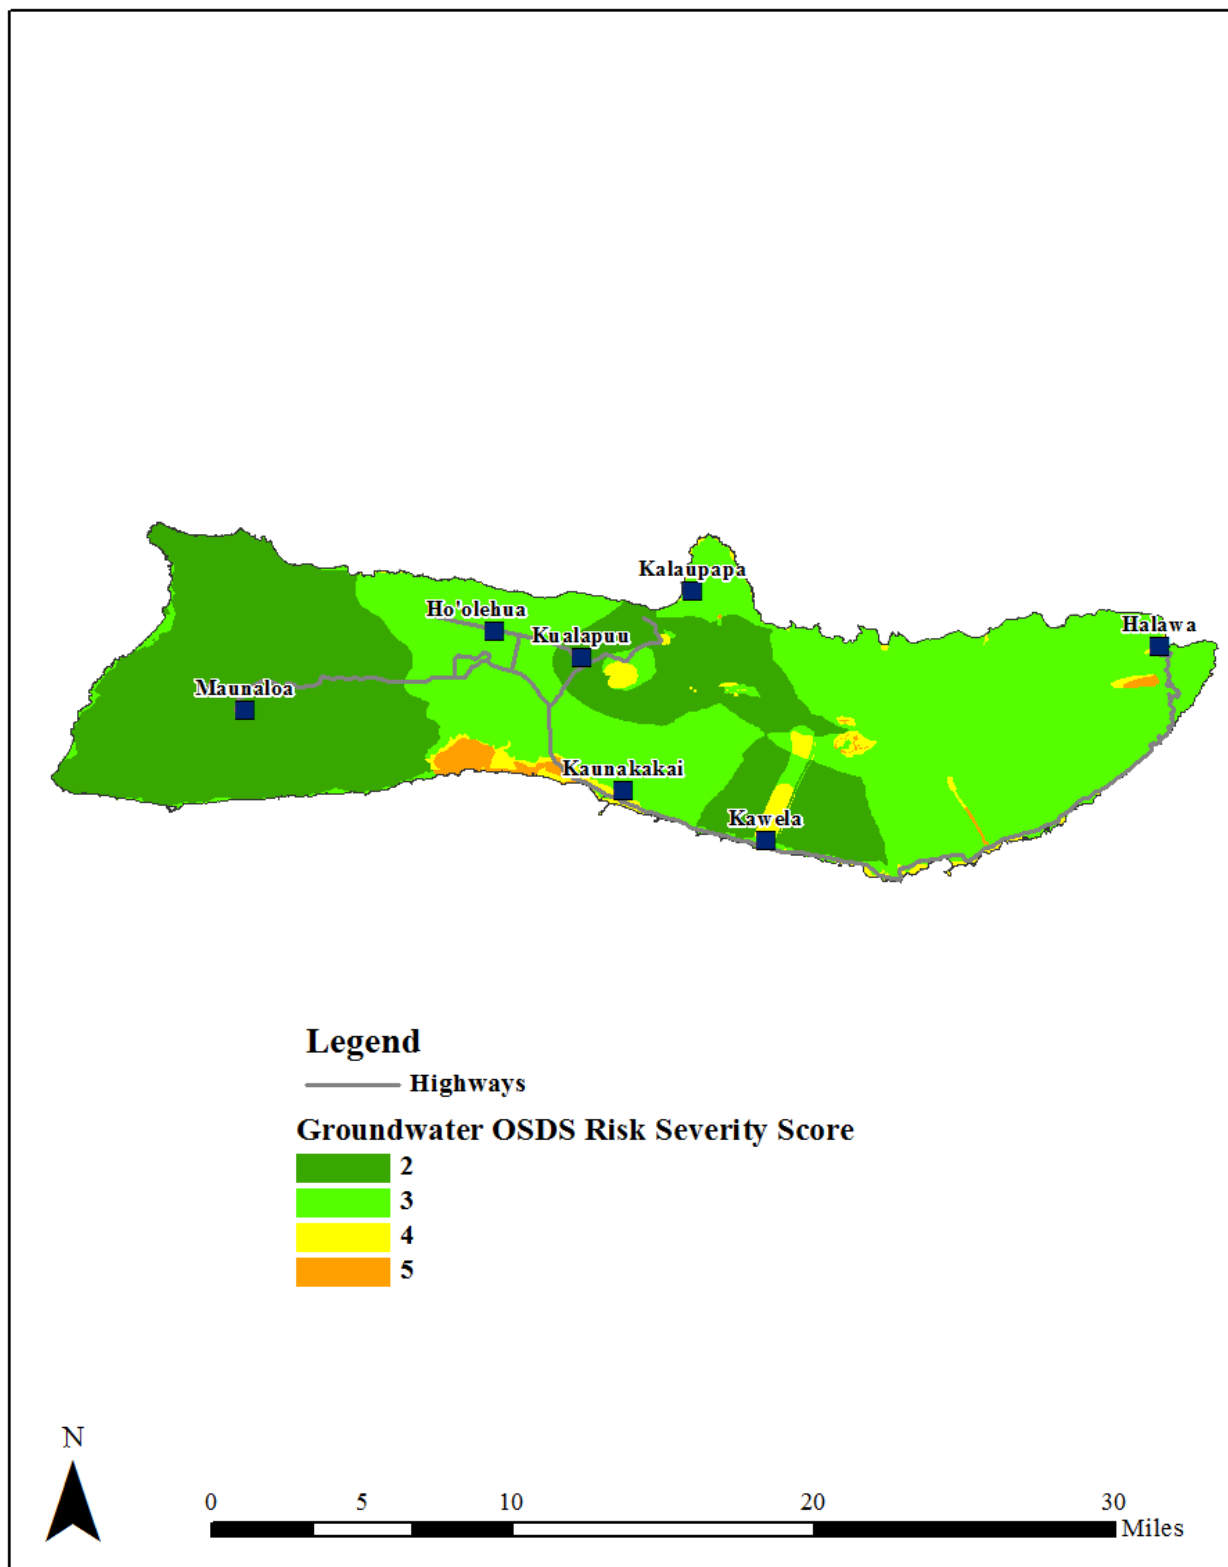 Kalaupapa
Ho'olehua
Kualapuu
Halawa
Maunaloa
Kaunakakai
Kawela
Legend
Highways
Groundwater OSDS Risk Severity Score
2
3
4
5
N
0 5 10 20 30
Miles